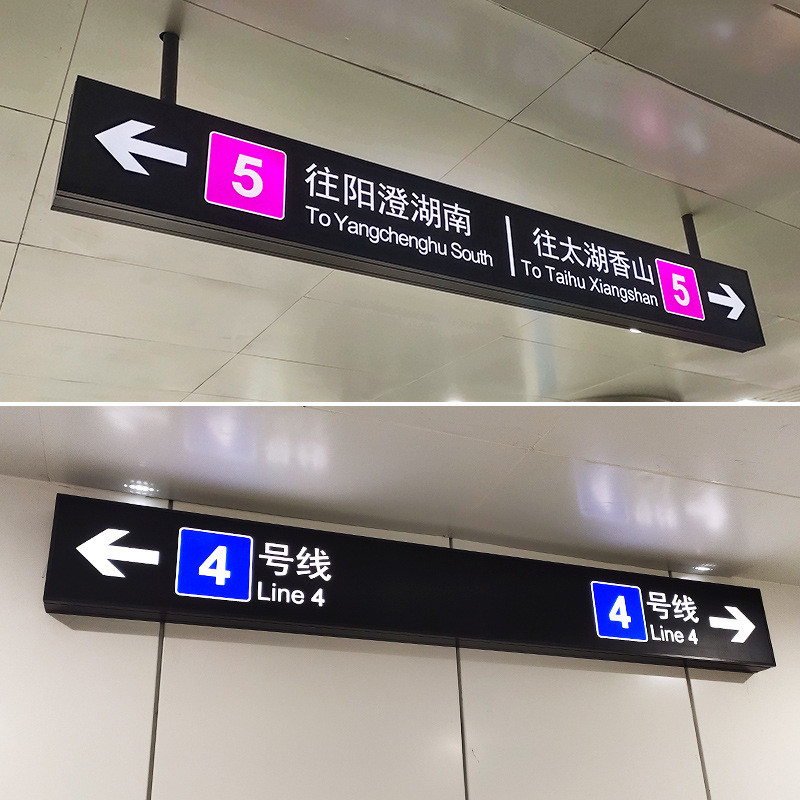 5 往阳澄湖南
To Yangchenghu South
往太湖香山 5
To Taihu Xiangshan
4 号线
Line 4
4 号线
Line 4